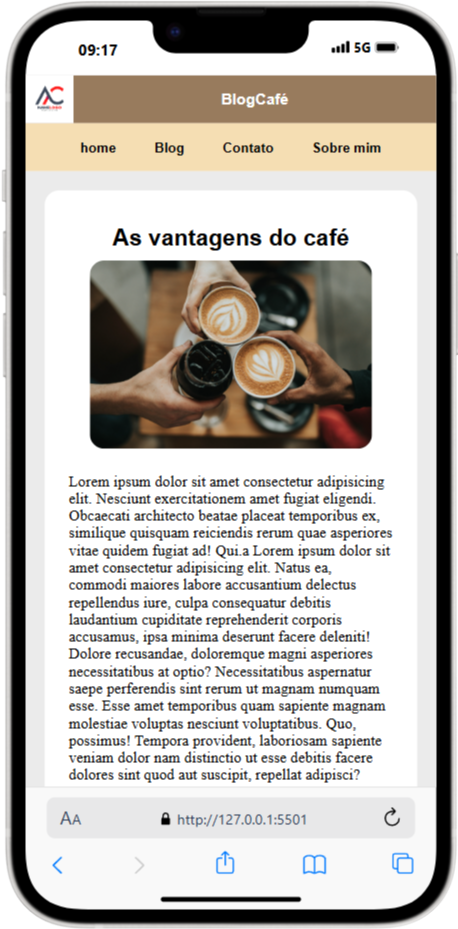 09:17
5G
AC
BlogCafé
home Blog Contato Sobre mim
As vantagens do café
Lorem ipsum dolor sit amet consectetur adipisicing
elit. Nesciunt exercitationem amet fugiat eligendi.
Obcaecati architecto beatae placeat temporibus ex,
similique quisquam reiciendis rerum quae asperiores
vitae quidem fugiat ad! Qui.a Lorem ipsum dolor sit
amet consectetur adipisicing elit. Natus ea,
commodi maiores labore accusantium delectus
repellendus iure, culpa consequatur debitis
laudantium cupiditate reprehenderit corporis
accusamus, ipsa minima deserunt facere deleniti!
Dolore recusandae, doloremque magni asperiores
necessitatibus at optio? Necessitatibus aspernatur
saepe perferendis sint rerum ut magnam numquam
esse. Esse amet temporibus quam sapiente magnam
molestiae voluptas nesciunt voluptatibus. Quo,
possimus! Tempora provident, laboriosam sapiente
veniam dolor nam distinctio ut esse debitis facere
dolores sint quod aut suscipit, repellat adipisci?
AA http://127.0.0.1:5501